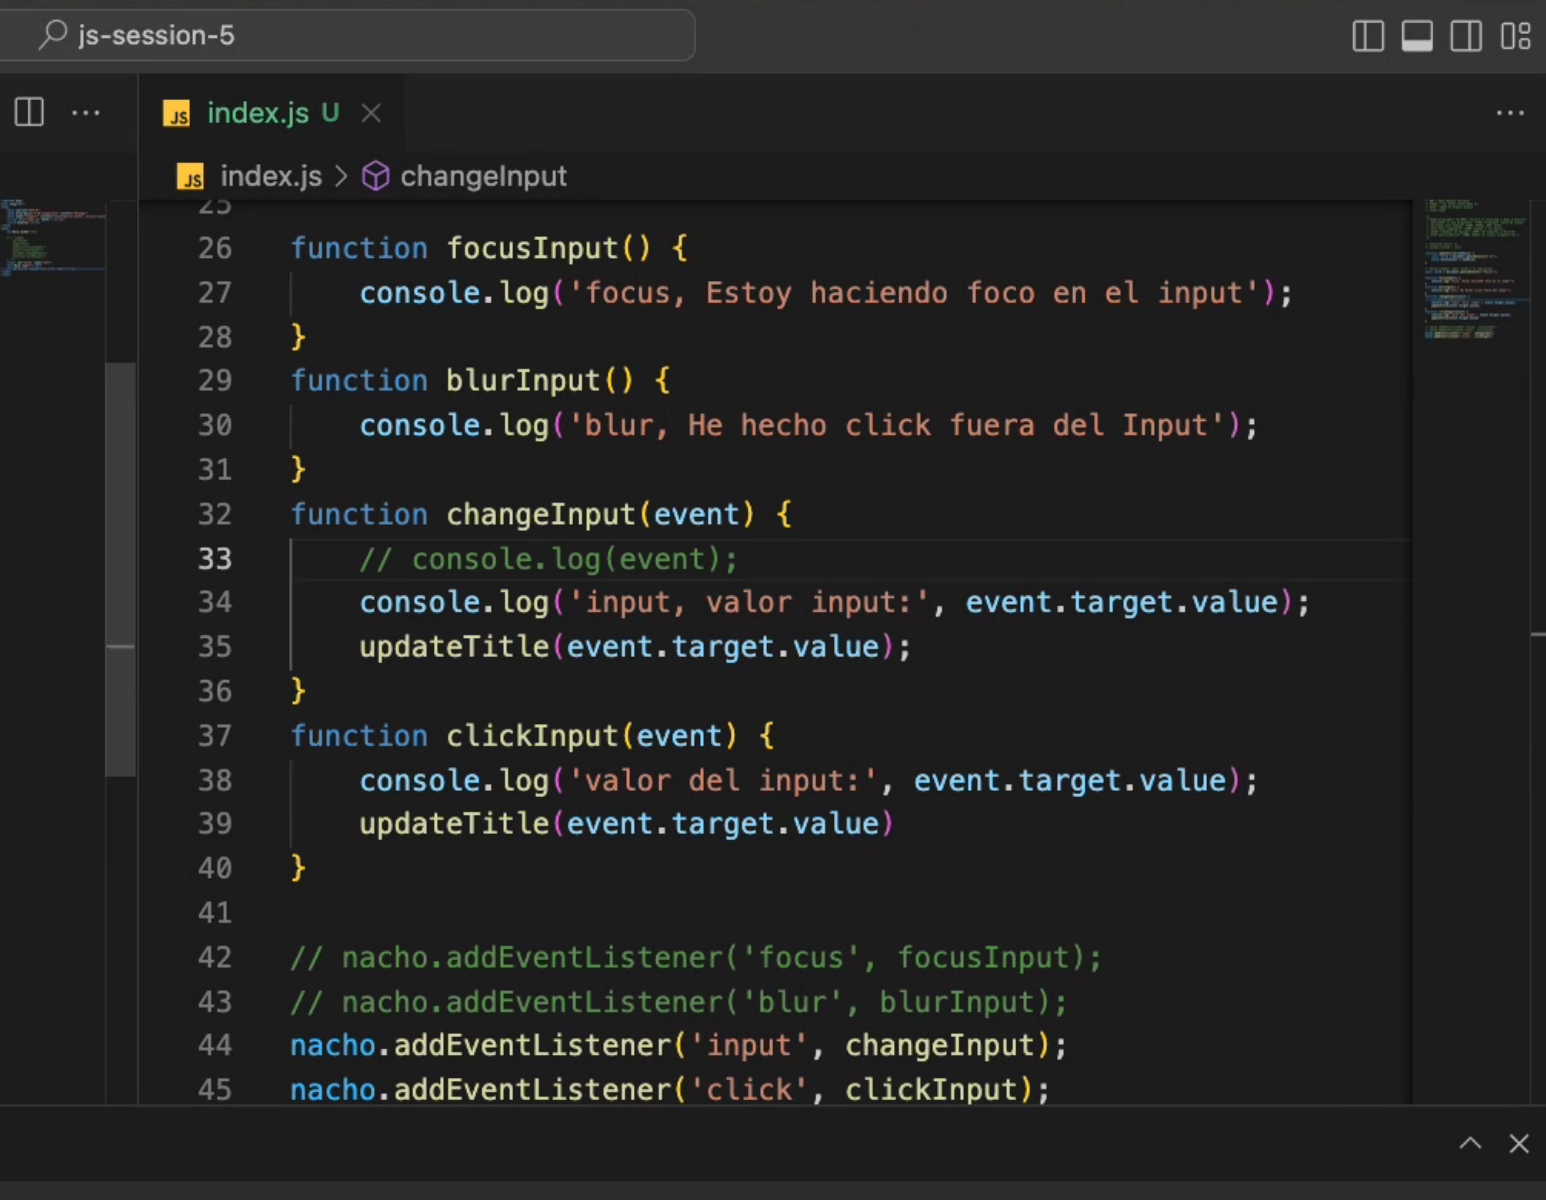 js-session-5
JS index.js U
JS index.js > changeInput
25
26 function focusInput() {
27 console.log('focus, Estoy haciendo foco en el input');
28 }
29 function blurInput() {
30 console.log('blur, He hecho click fuera del Input');
31 }
32 function changeInput(event) {
33 // console.log(event);
34 console.log('input, valor input:', event.target.value);
35 updateTitle(event.target.value);
36 }
37 function clickInput(event) {
38 console.log('valor del input:', event.target.value);
39 updateTitle(event.target.value)
40 }
41
42 // nacho.addEventListener('focus', focusInput);
43 // nacho.addEventListener('blur', blurInput);
44 nacho.addEventListener('input', changeInput);
45 nacho.addEventListener('click', clickInput);